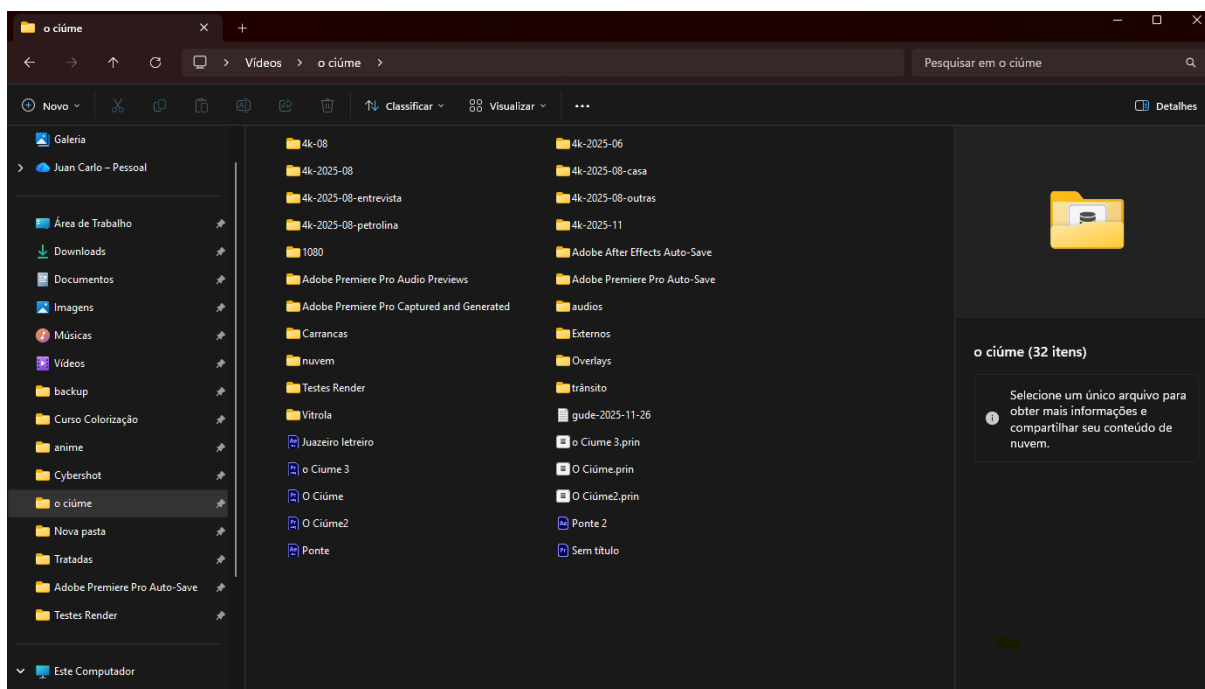 o ciúme
Vídeos > o ciúme >
Pesquisar em o ciúme
Novo
Classificar
Visualizar
Detalhes
Galeria
Juan Carlo – Pessoal
Área de Trabalho
Downloads
Documentos
Imagens
Músicas
Vídeos
backup
Curso Colorização
anime
Cybershot
o ciúme
Nova pasta
Tratadas
Adobe Premiere Pro Auto-Save
Testes Render
Este Computador
4k-08
4k-2025-06
4k-2025-08
4k-2025-08-casa
4k-2025-08-entrevista
4k-2025-08-outras
4k-2025-08-petrolina
4k-2025-11
1080
Adobe After Effects Auto-Save
Adobe Premiere Pro Audio Previews
Adobe Premiere Pro Auto-Save
Adobe Premiere Pro Captured and Generated
audios
Carrancas
Externos
nuvem
Overlays
Testes Render
trânsito
Vitrola
gude-2025-11-26
Juazeiro letreiro
o Ciume 3.prin
o Ciume 3
O Ciúme.prin
O Ciúme
O Ciúme2.prin
O Ciúme2
Ponte 2
Ponte
Sem título
o ciúme (32 itens)
Selecione um único arquivo para
obter mais informações e
compartilhar seu conteúdo de
nuvem.